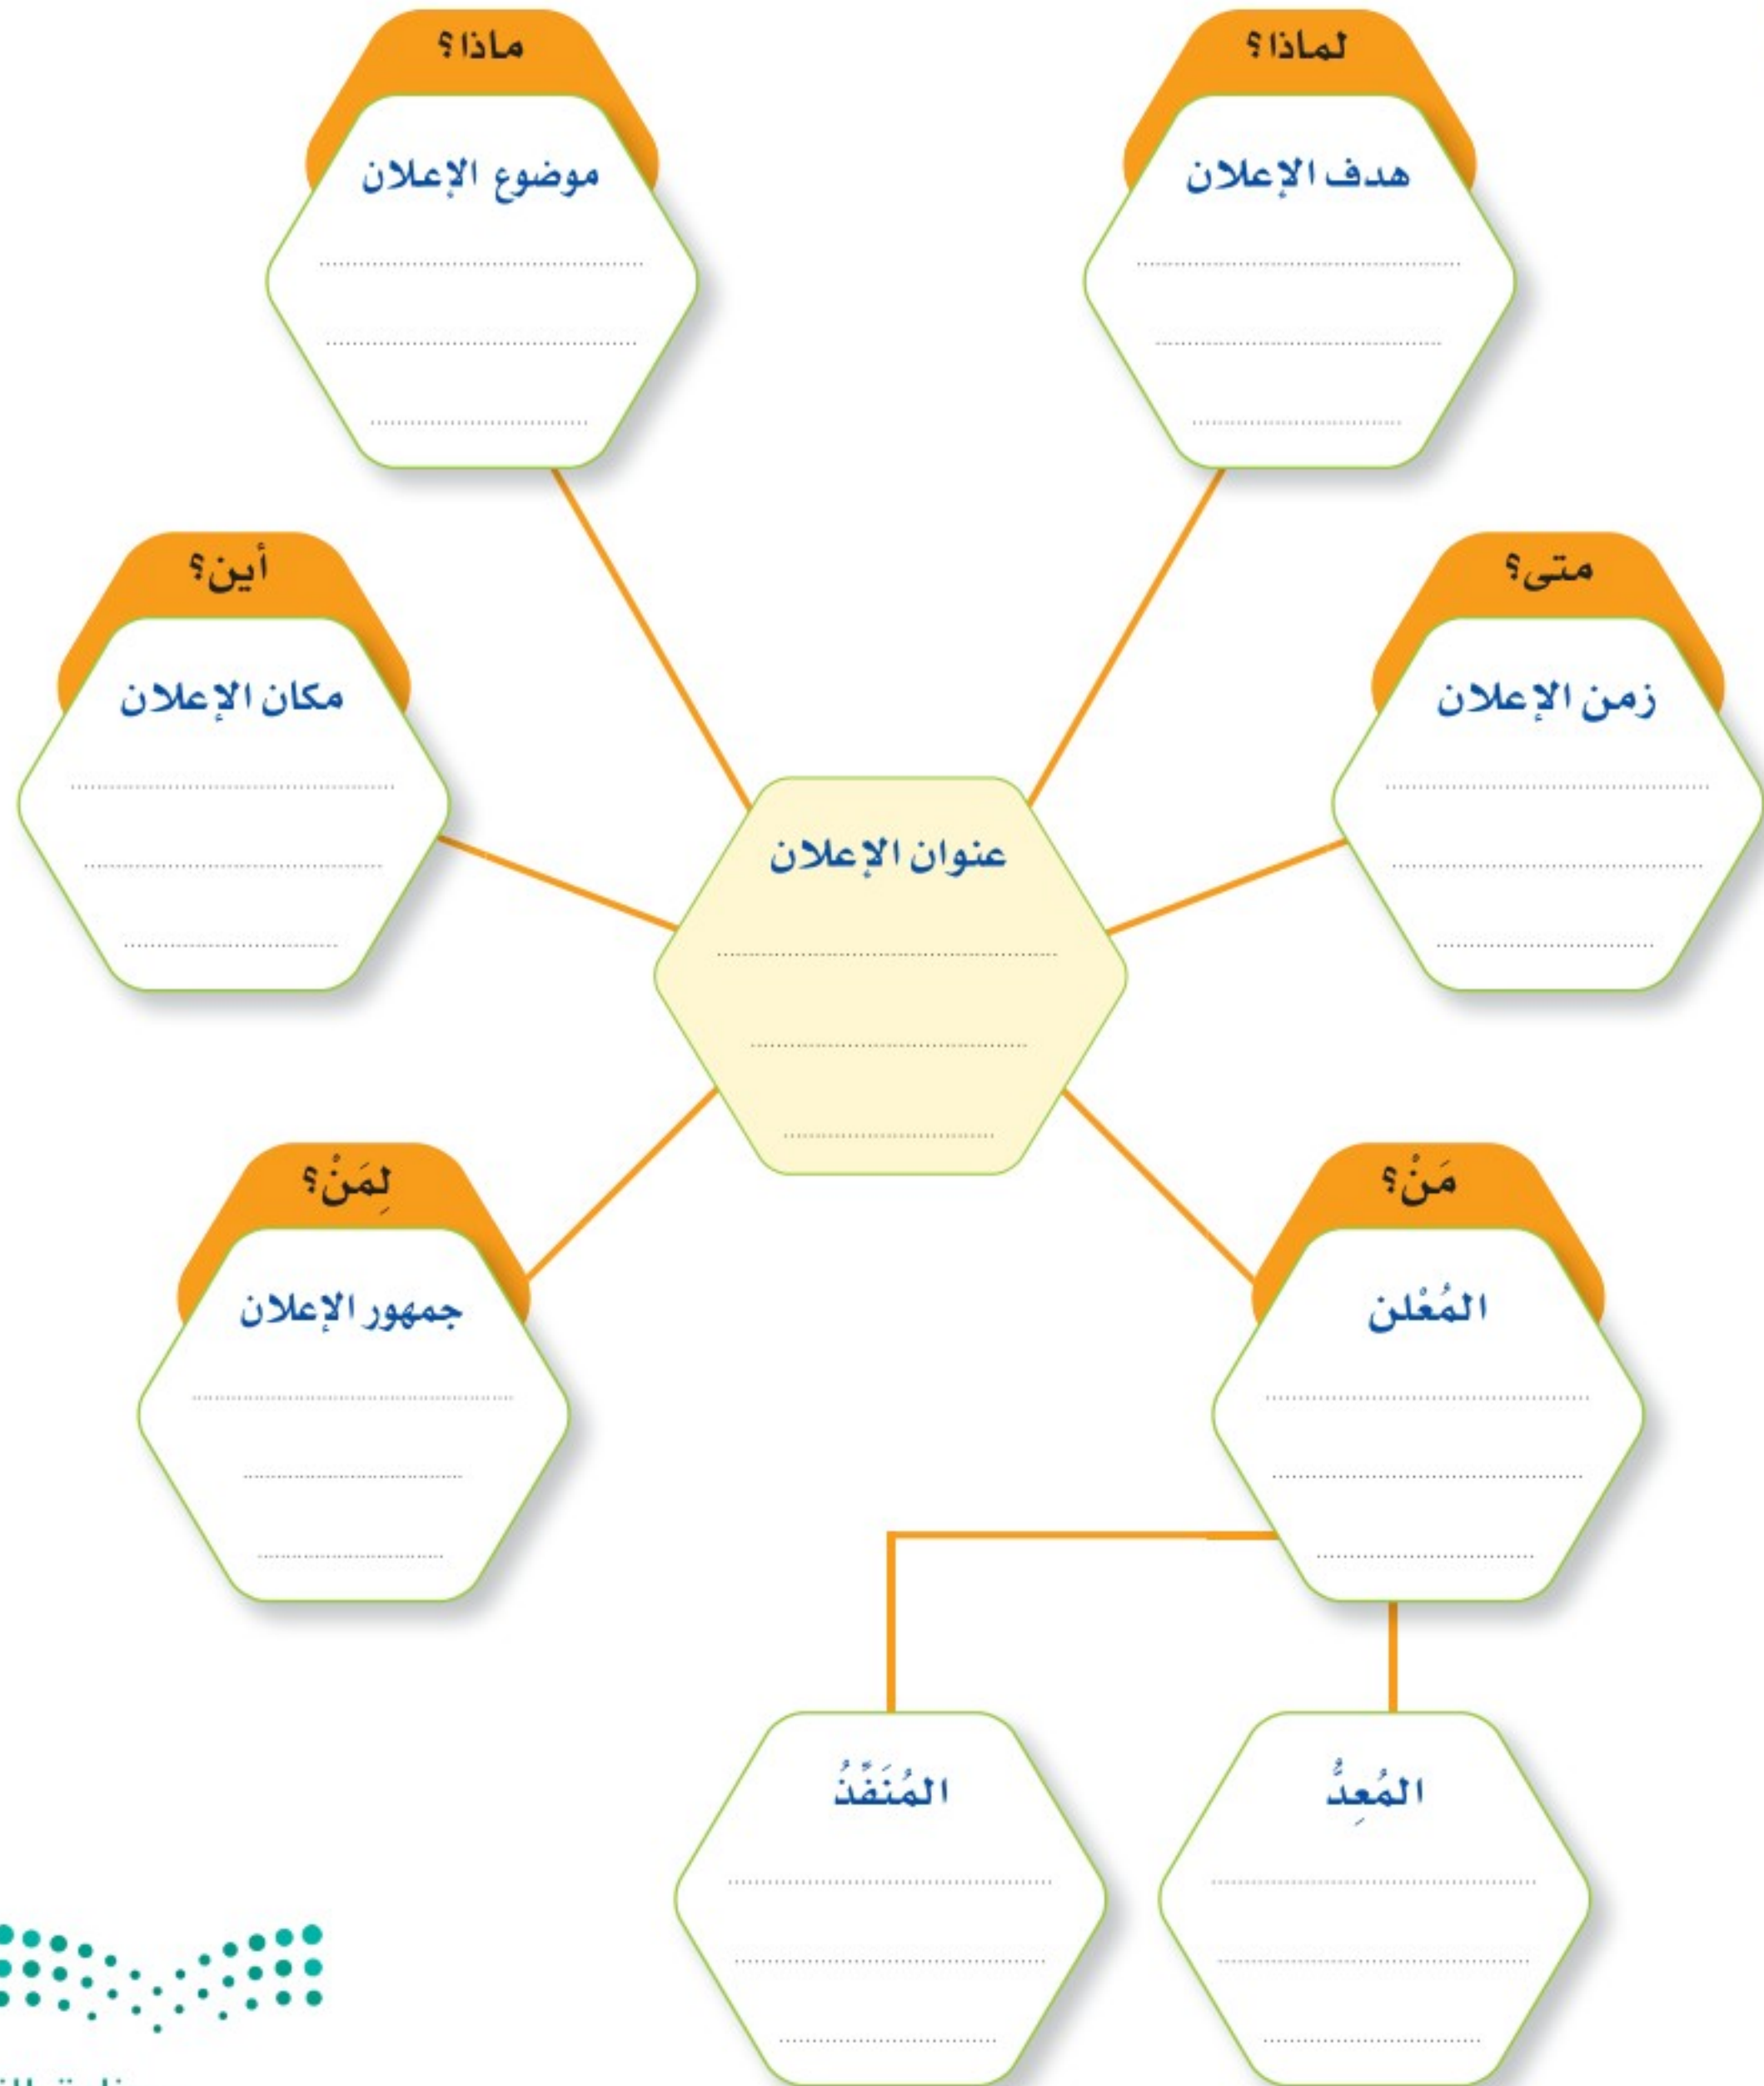 لماذا؟
هدف الإعلان
ماذا؟
موضوع الإعلان
متى؟
زمن الإعلان
أين؟
مكان الإعلان
عنوان الإعلان
مَنْ؟
المُعْلن
لِمَنْ؟
جمهور الإعلان
المُعِدُّ
المُنَفَّذُ